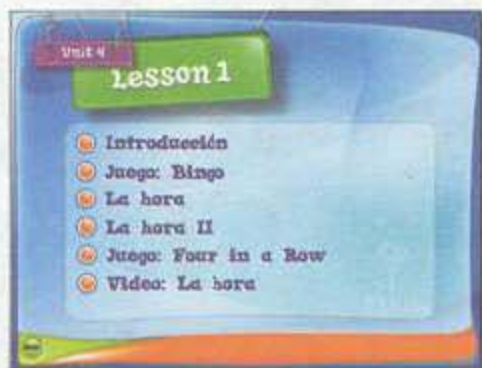 Unit 4
Lesson 1
Introducción
Juego: Bingo
La hora
La hora II
Juego: Four in a Row
Video: La hora